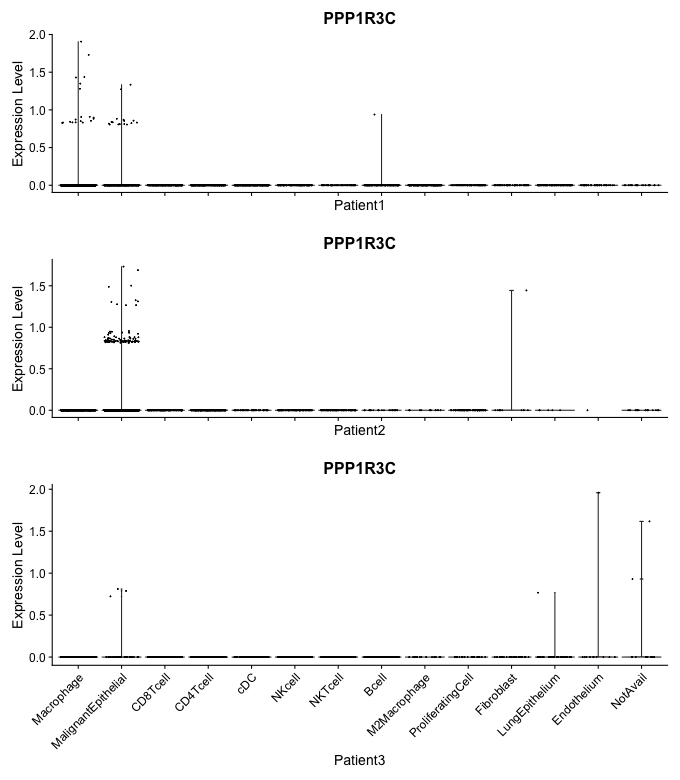 PPP1R3C
Expression Level
2.0
1.5
1.0
0.5
0.0
Patient1
PPP1R3C
Expression Level
1.5
1.0
0.5
0.0
Patient2
PPP1R3C
Expression Level
2.0
1.5
1.0
0.5
0.0
Macrophage
MalignantEpithelial
CD8Tcell
CD4Tcell
cDC
NKcell
NKTcell
Bcell
M2Macrophage
ProliferatingCell
Fibroblast
LungEpithelium
Endothelium
NotAvail
Patient3